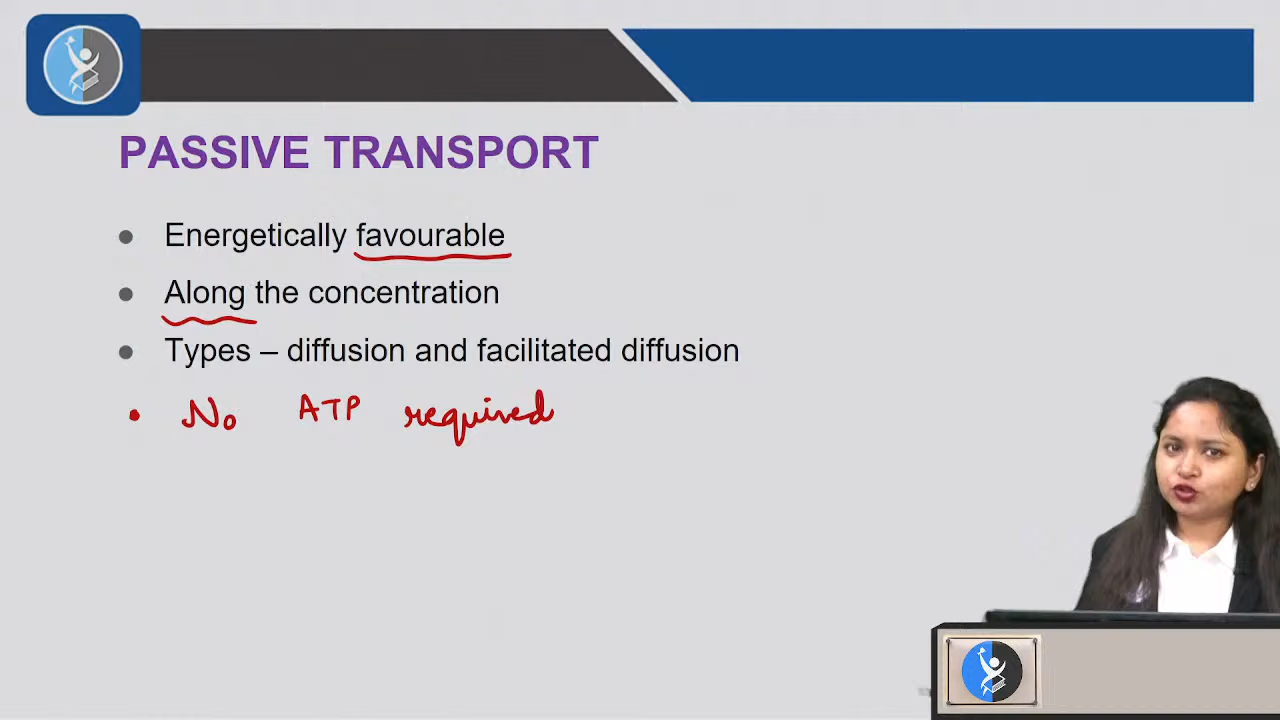 PASSIVE TRANSPORT
Energetically favourable
Along the concentration
Types – diffusion and facilitated diffusion
No ATP required